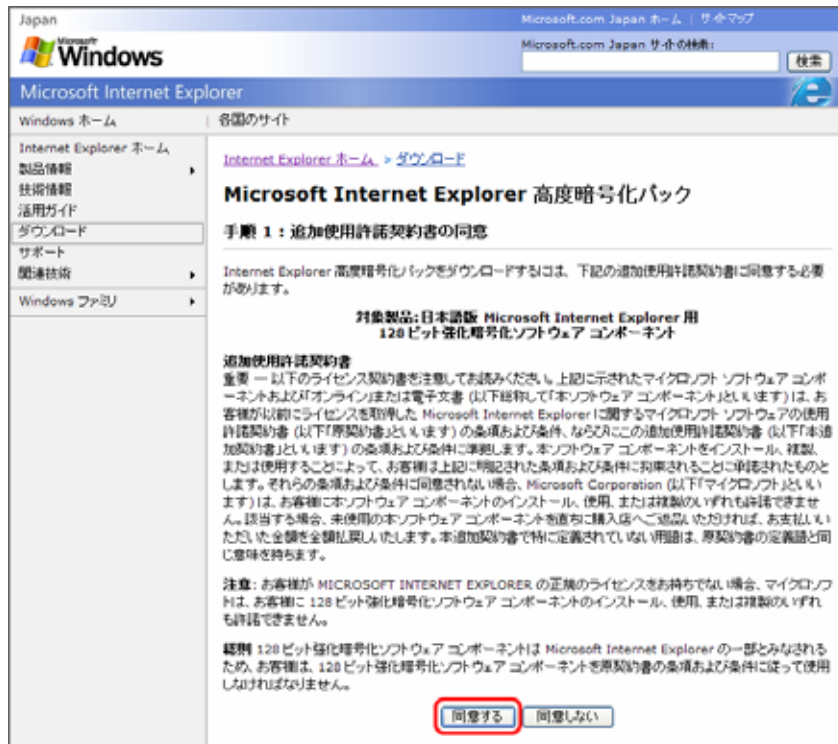 Japan
Microsoft.com Japan ホーム | サイトマップ
Microsoft Windows
Microsoft.com Japan サイトの検索:
検索
Microsoft Internet Explorer
Windows ホーム | 各国のサイト
Internet Explorer ホーム
製品情報
技術情報
活用ガイド
ダウンロード
サポート
関連技術
Windows ファミリ
Internet Explorer ホーム > ダウンロード
Microsoft Internet Explorer 高度暗号化パック
手順 1 : 追加使用許諾契約書の同意
Internet Explorer 高度暗号化パックをダウンロードするには、下記の追加使用許諾契約書に同意する必要
があります。
対象製品:日本語版 Microsoft Internet Explorer 用
128 ビット強化暗号化ソフトウェア コンポーネント
追加使用許諾契約書
重要 — 以下のライセンス契約書を注意してお読みください。上記に示されたマイクロソフト ソフトウェア コンポ
ーネントおよび「オンライン」または電子文書 (以下総称して「本ソフトウェア コンポーネント」といいます) は、お
客様が以前にライセンスを取得した Microsoft Internet Explorer に関するマイクロソフト ソフトウェアの使用
許諾契約書 (以下「原契約書」といいます) の条項および条件、ならびにこの追加使用許諾契約書 (以下「本追
加契約書」といいます) の条項および条件に準拠します。本ソフトウェア コンポーネントをインストール、複製、
または使用することによって、お客様は上記に明記された条項および条件に拘束されることに承諾されたものと
します。それらの条項および条件に同意されない場合、Microsoft Corporation (以下「マイクロソフト」といい
ます) は、お客様に本ソフトウェア コンポーネントのインストール、使用、または複製のいずれも許諾できませ
ん。該当する場合、未使用の本ソフトウェア コンポーネントを直ちに購入店へご返品いただければ、お支払いい
ただいた金額を全額払戻しいたします。本追加契約書で特に定義されていない用語は、原契約書の定義語と同
じ意味を持ちます。
注意: お客様が MICROSOFT INTERNET EXPLORER の正規のライセンスをお持ちでない場合、マイクロソフ
トは、お客様に 128 ビット強化暗号化ソフトウェア コンポーネントのインストール、使用、または複製のいずれ
も許諾できません。
総則 128 ビット強化暗号化ソフトウェア コンポーネントは Microsoft Internet Explorer の一部とみなされる
ため、お客様は、128 ビット強化暗号化ソフトウェア コンポーネントを原契約書の条項および条件に従って使用
しなければなりません。
同意する 同意しない